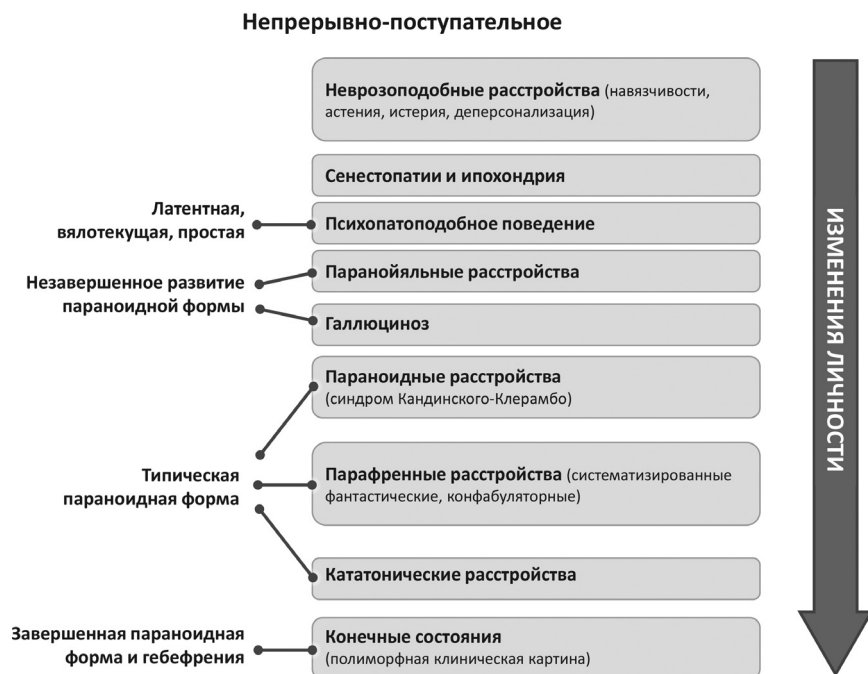 Непрерывно-поступательное
Неврозоподобные расстройства (навязчивости,
астения, истерия, деперсонализация)
Сенестопатии и ипохондрия
Латентная,
вялотекущая, простая
Психопатоподобное поведение
Незавершенное развитие
параноидной формы
Паранойяльные расстройства
Галлюциноз
Параноидные расстройства
(синдром Кандинского-Клерамбо)
Типическая
параноидная форма
Парафренные расстройства (систематизированные
фантастические, конфабуляторные)
Кататонические расстройства
Завершенная параноидная
форма и гебефрения
Конечные состояния
(полиморфная клиническая картина)
ИЗМЕНЕНИЯ ЛИЧНОСТИ